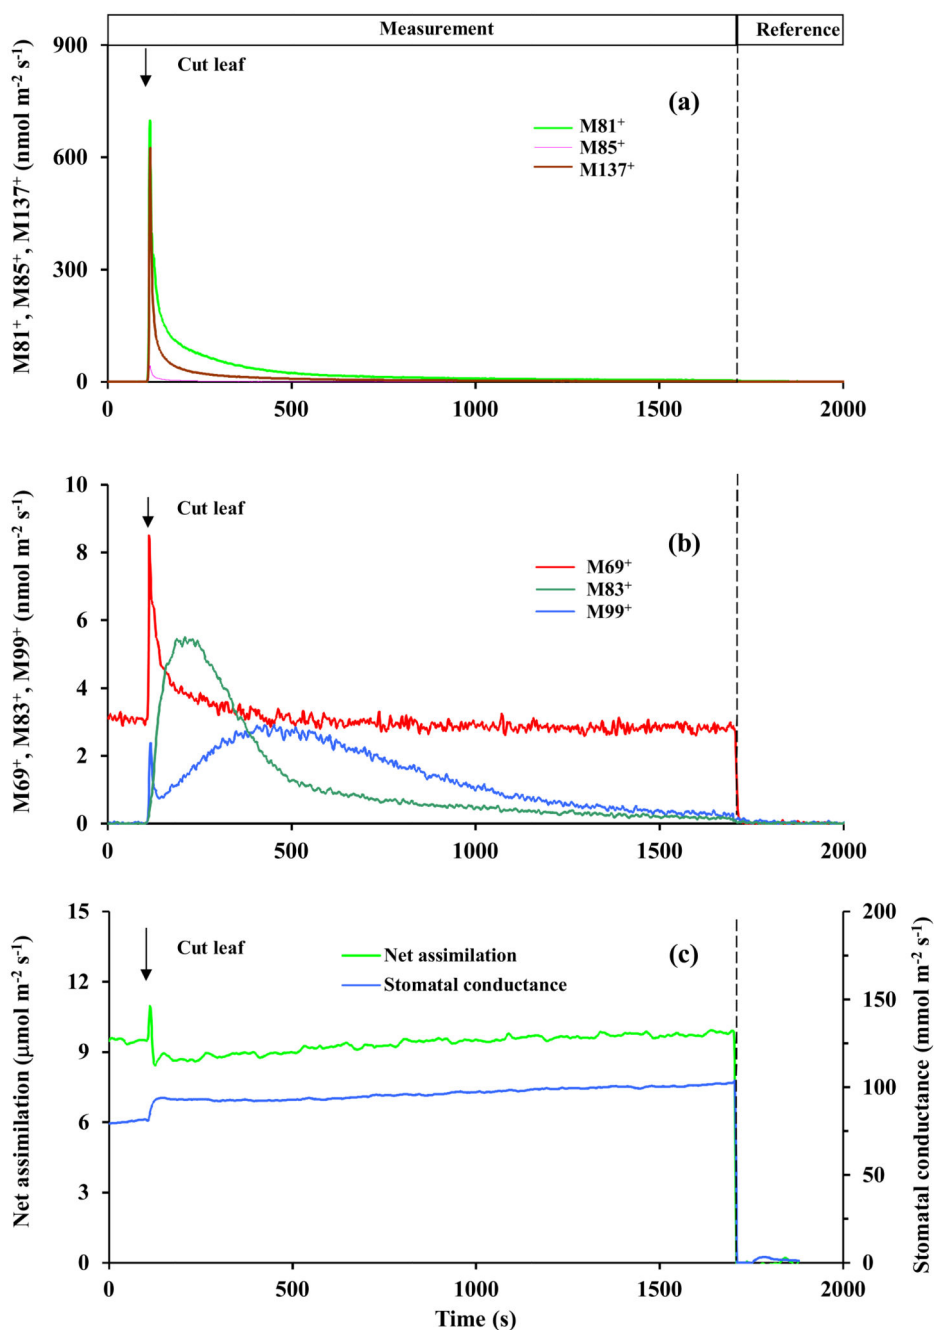 Measurement Reference
900
Cut leaf
(a)
M81⁺
M85⁺
M137⁺
600
300
0
M81⁺, M85⁺, M137⁺ (nmol m⁻² s⁻¹)
0 500 1000 1500 2000
10
Cut leaf
(b)
M69⁺
M83⁺
M99⁺
8
6
4
2
0
M69⁺, M83⁺, M99⁺ (nmol m⁻² s⁻¹)
0 500 1000 1500 2000
15
Cut leaf
(c)
Net assimilation
Stomatal conductance
12
9
6
3
0
Net assimilation (µmol m⁻² s⁻¹)
200
150
100
50
0
Stomatal conductance (mmol m⁻² s⁻¹)
0 500 1000 1500 2000
Time (s)